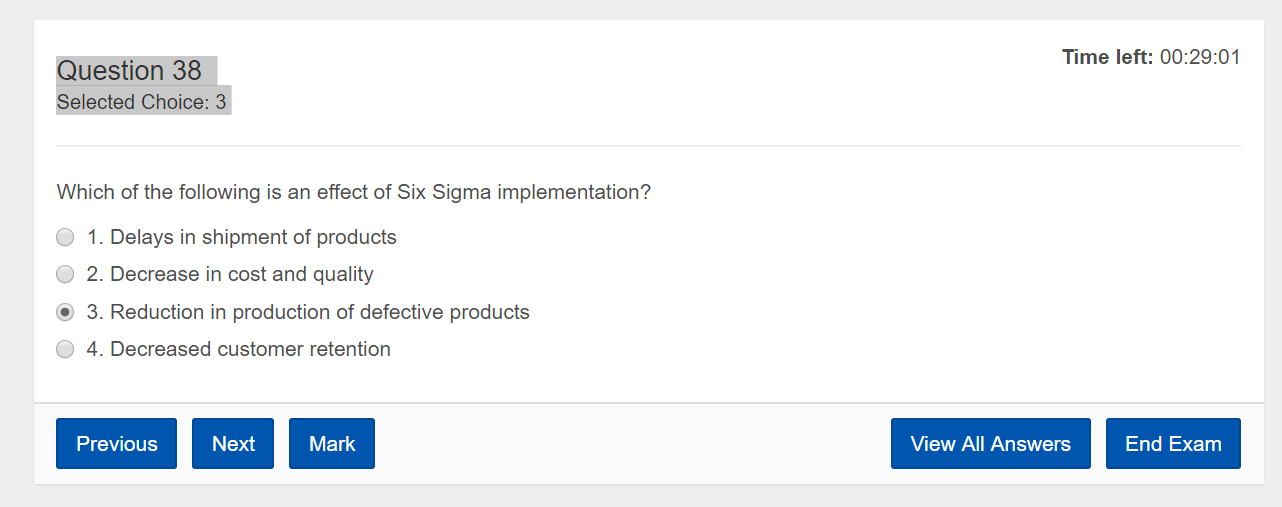 Question 38
Time left: 00:29:01
Selected Choice: 3
Which of the following is an effect of Six Sigma implementation?
1. Delays in shipment of products
2. Decrease in cost and quality
3. Reduction in production of defective products
4. Decreased customer retention
Previous Next Mark View All Answers End Exam